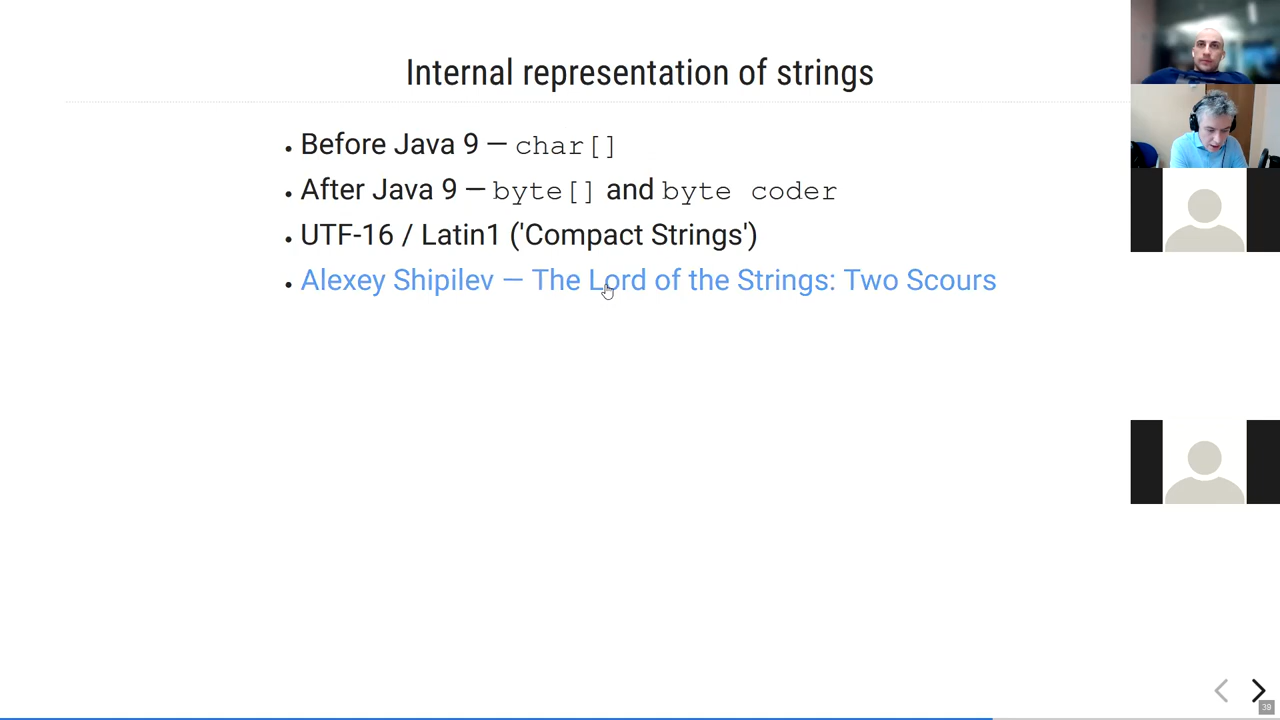 Internal representation of strings
• Before Java 9 — char[]
• After Java 9 — byte[] and byte coder
• UTF-16 / Latin1 ('Compact Strings')
• Alexey Shipilev — The Lord of the Strings: Two Scours
38